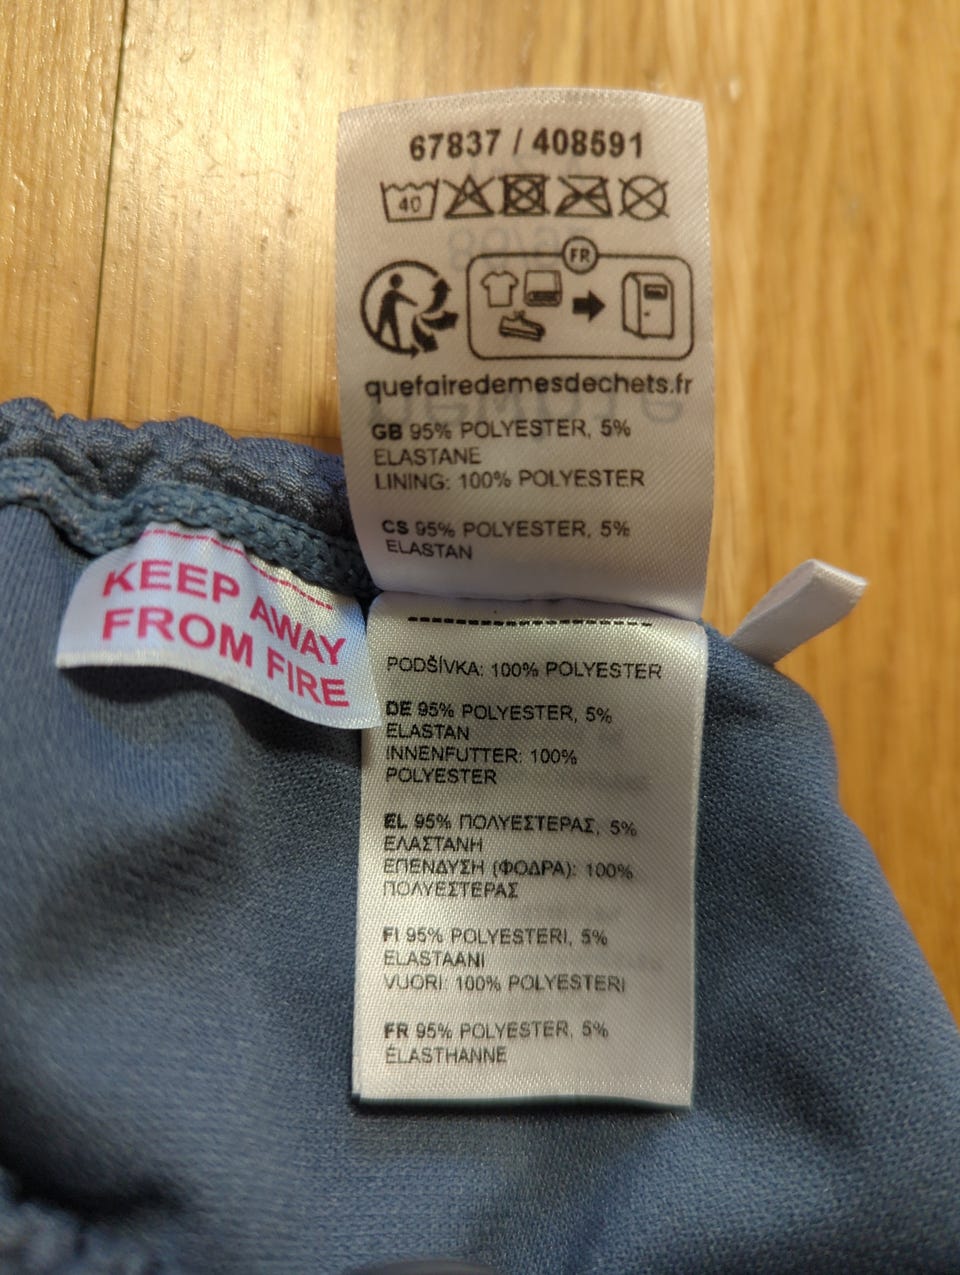 67837 / 408591
40
FR
quefairedemesdechets.fr
GB 95% POLYESTER, 5%
ELASTANE
LINING: 100% POLYESTER
CS 95% POLYESTER, 5%
ELASTAN
KEEP AWAY
FROM FIRE
PODŠÍVKA: 100% POLYESTER
DE 95% POLYESTER, 5%
ELASTAN
INNENFUTTER: 100%
POLYESTER
EL 95% ΠΟΛΥΕΣΤΕΡΑΣ, 5%
ΕΛΑΣΤΑΝΗ
ΕΠΕΝΔΥΣΗ (ΦΟΔΡΑ): 100%
ΠΟΛΥΕΣΤΕΡΑΣ
FI 95% POLYESTERI, 5%
ELASTAANI
VUORI: 100% POLYESTERI
FR 95% POLYESTER, 5%
ÉLASTHANNE